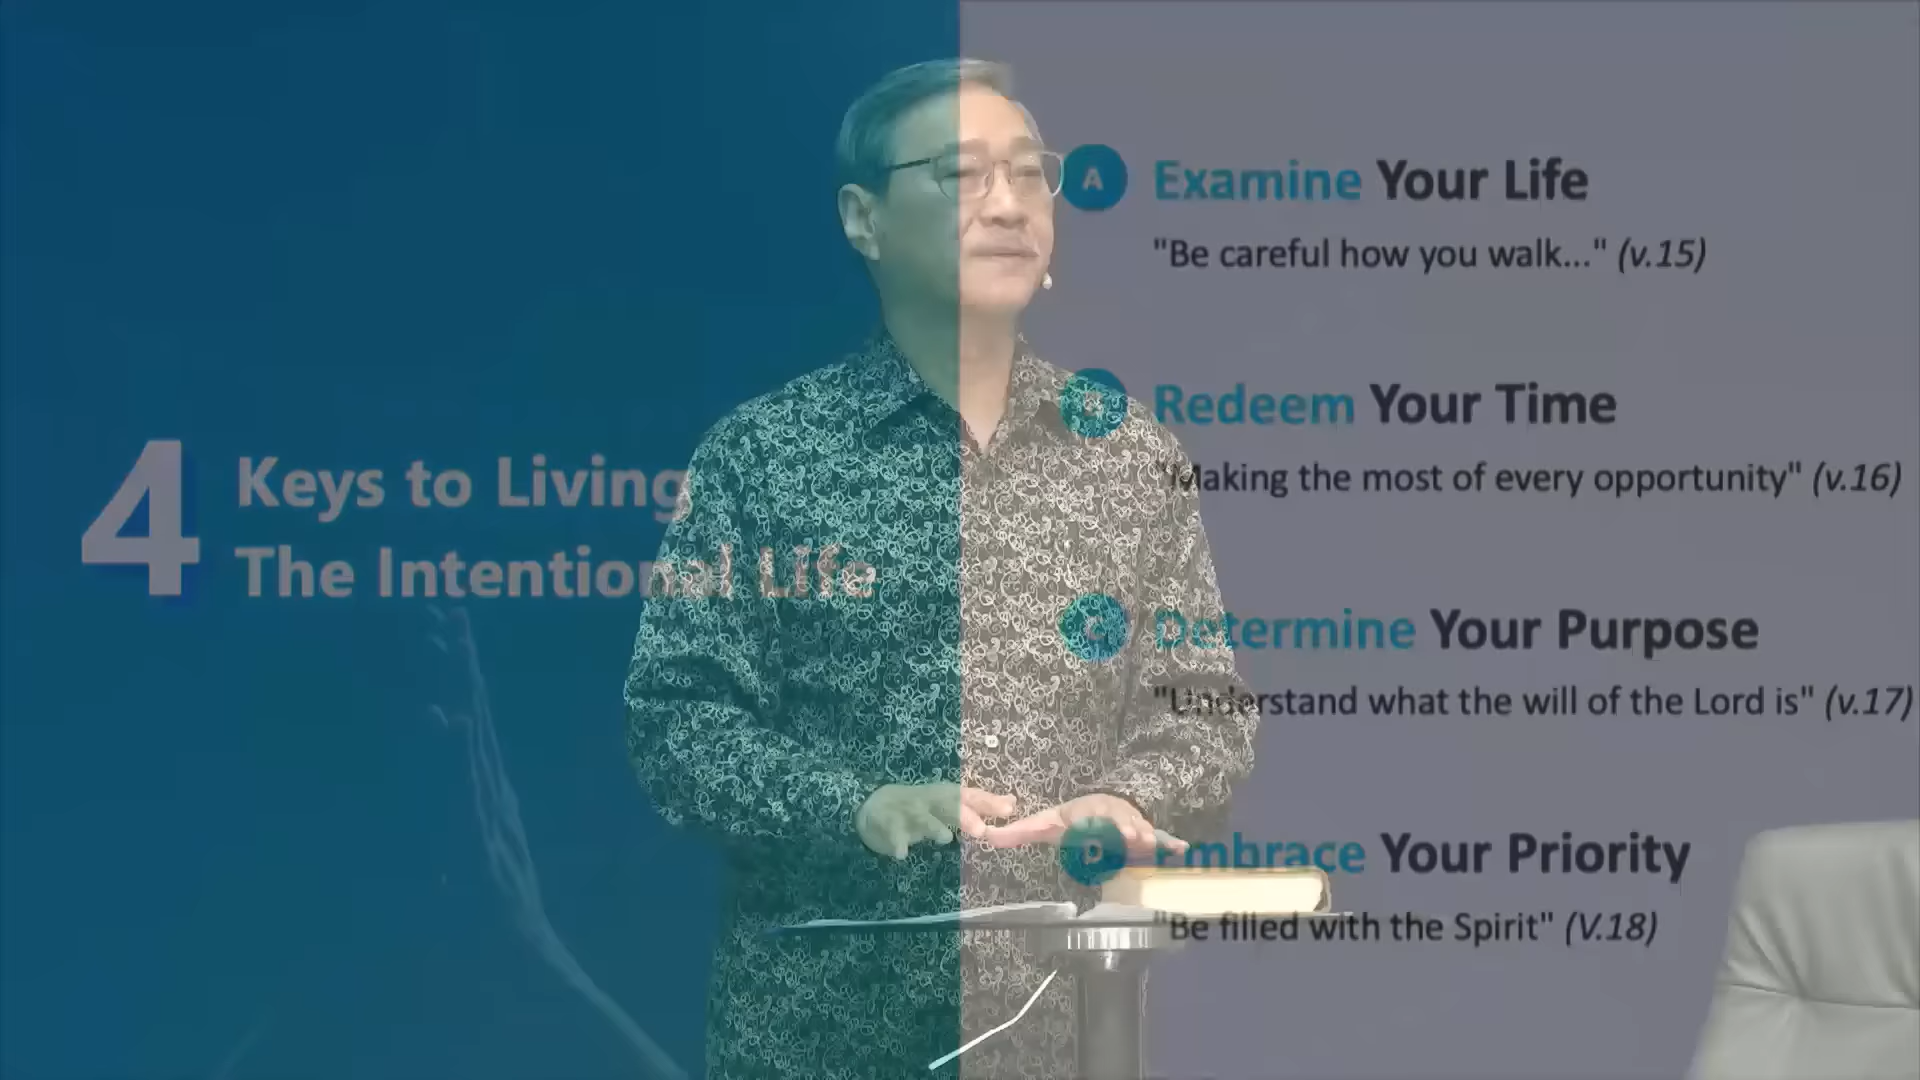 4
Keys to Living
The Intentional Life
A
Examine Your Life
"Be careful how you walk..." (v.15)
Redeem Your Time
"Making the most of every opportunity" (v.16)
C
Determine Your Purpose
"Understand what the will of the Lord is" (v.17)
D
Embrace Your Priority
"Be filled with the Spirit" (V.18)